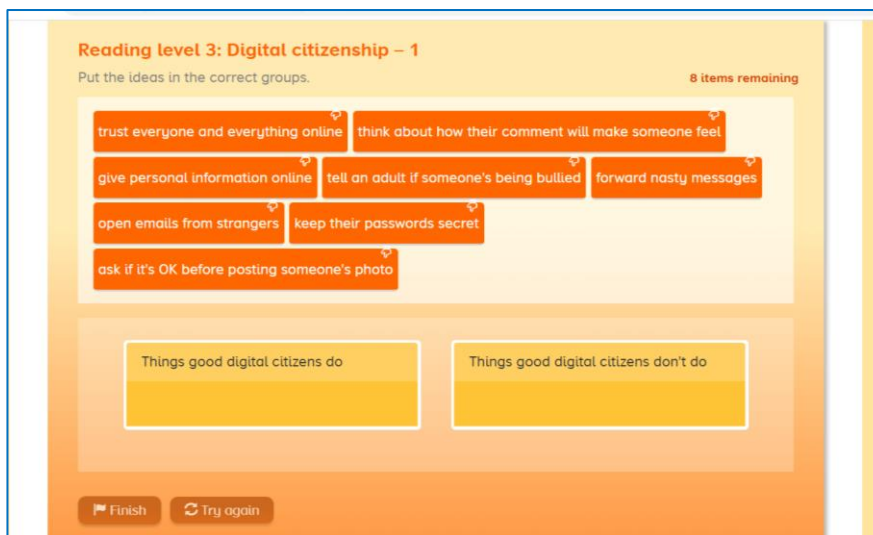 Reading level 3: Digital citizenship – 1
Put the ideas in the correct groups.
8 items remaining
trust everyone and everything online
think about how their comment will make someone feel
give personal information online
tell an adult if someone's being bullied
forward nasty messages
open emails from strangers
keep their passwords secret
ask if it's OK before posting someone's photo
Things good digital citizens do
Things good digital citizens don't do
Finish
Try again